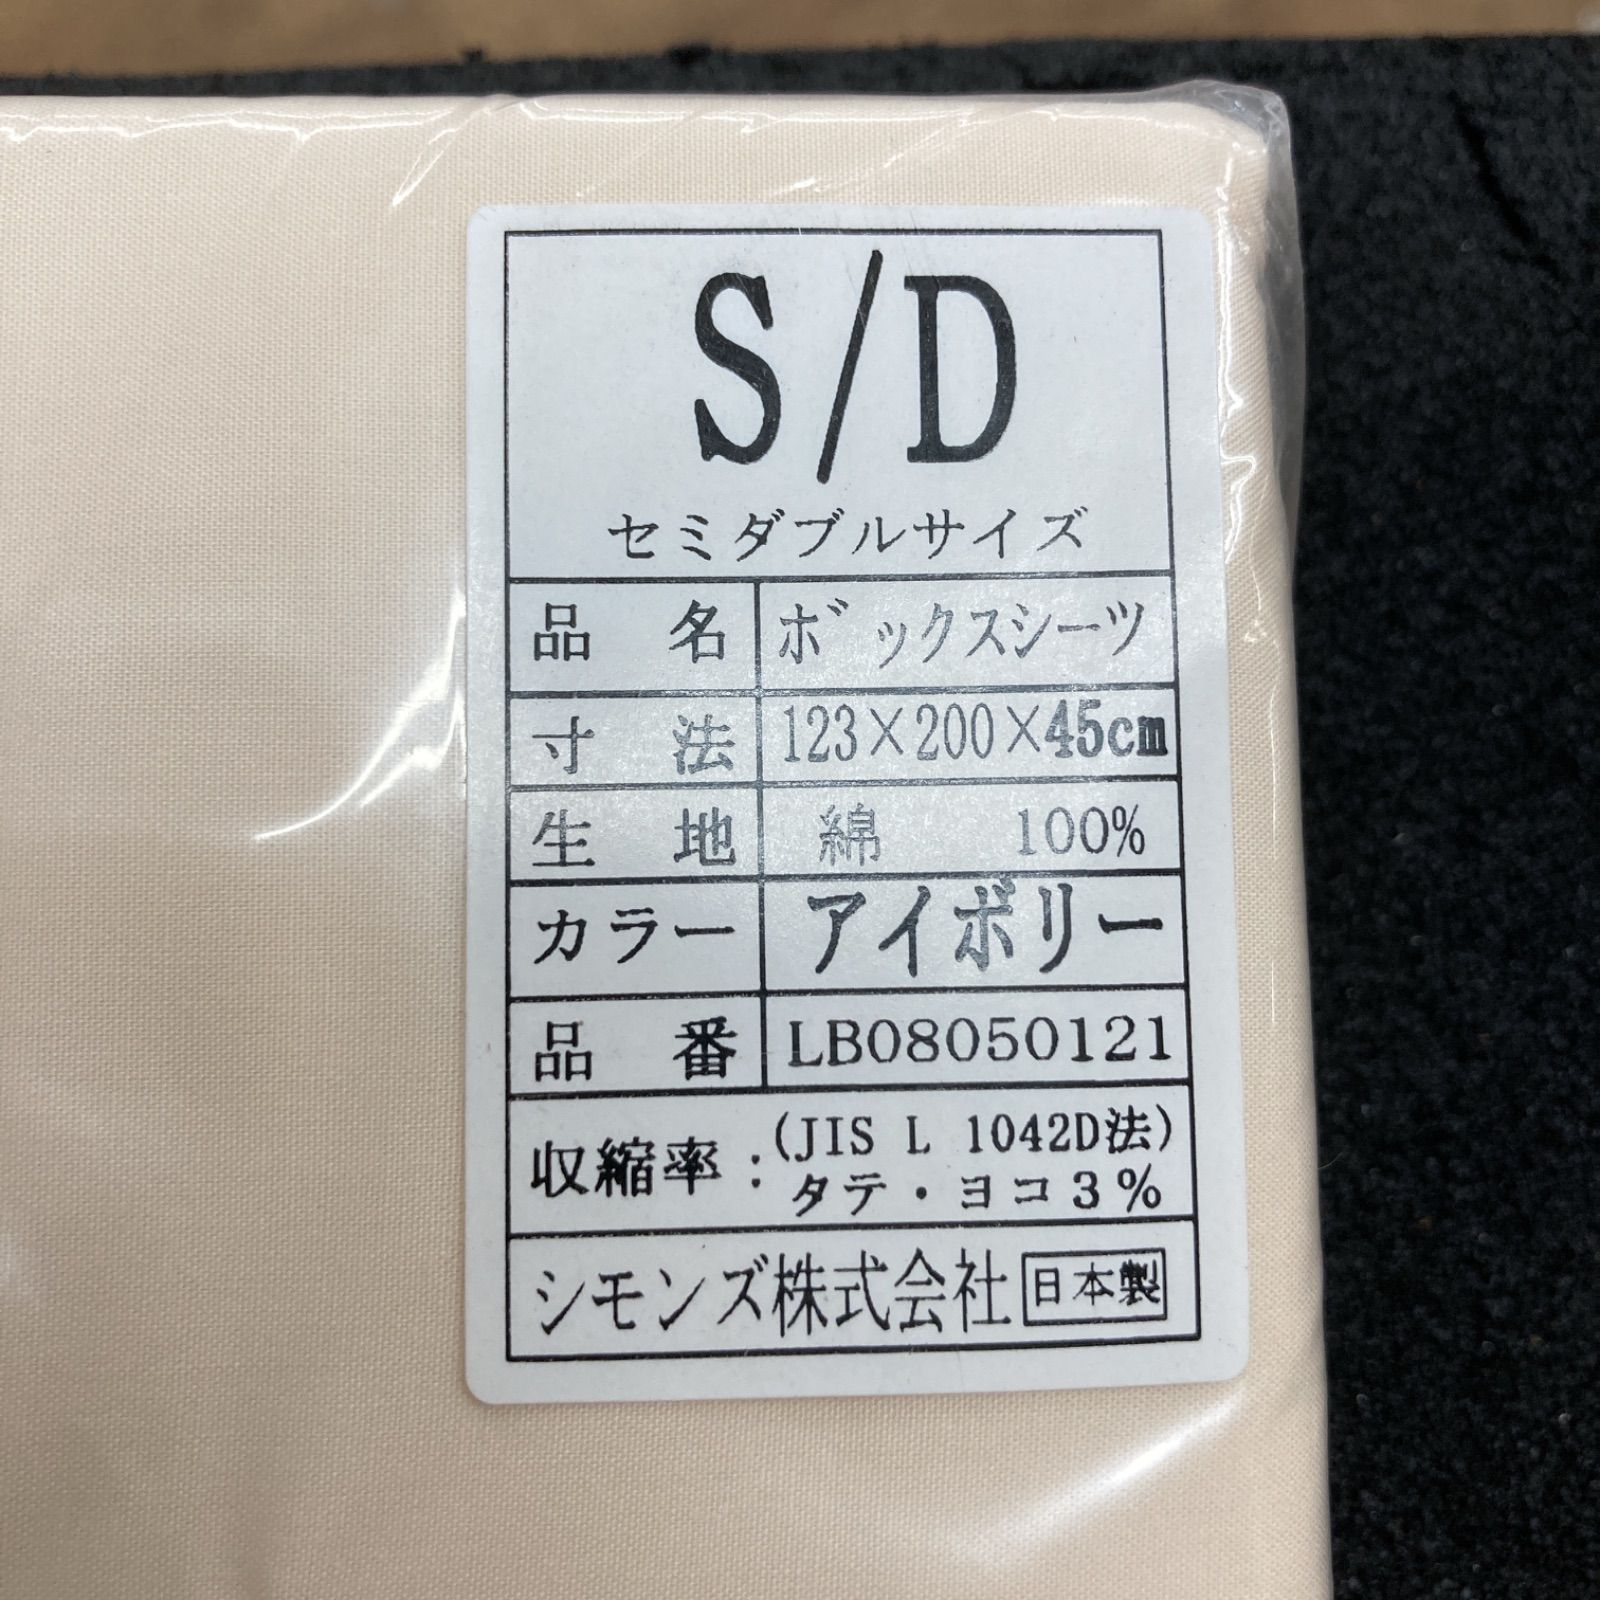 S/D
セミダブルサイズ
品名 ボックスシーツ
寸法 123×200×45cm
生地 綿 100%
カラー アイボリー
品番 LB08050121
収縮率:(JIS L 1042D法)
タテ・ヨコ3%
シモンズ株式会社 日本製